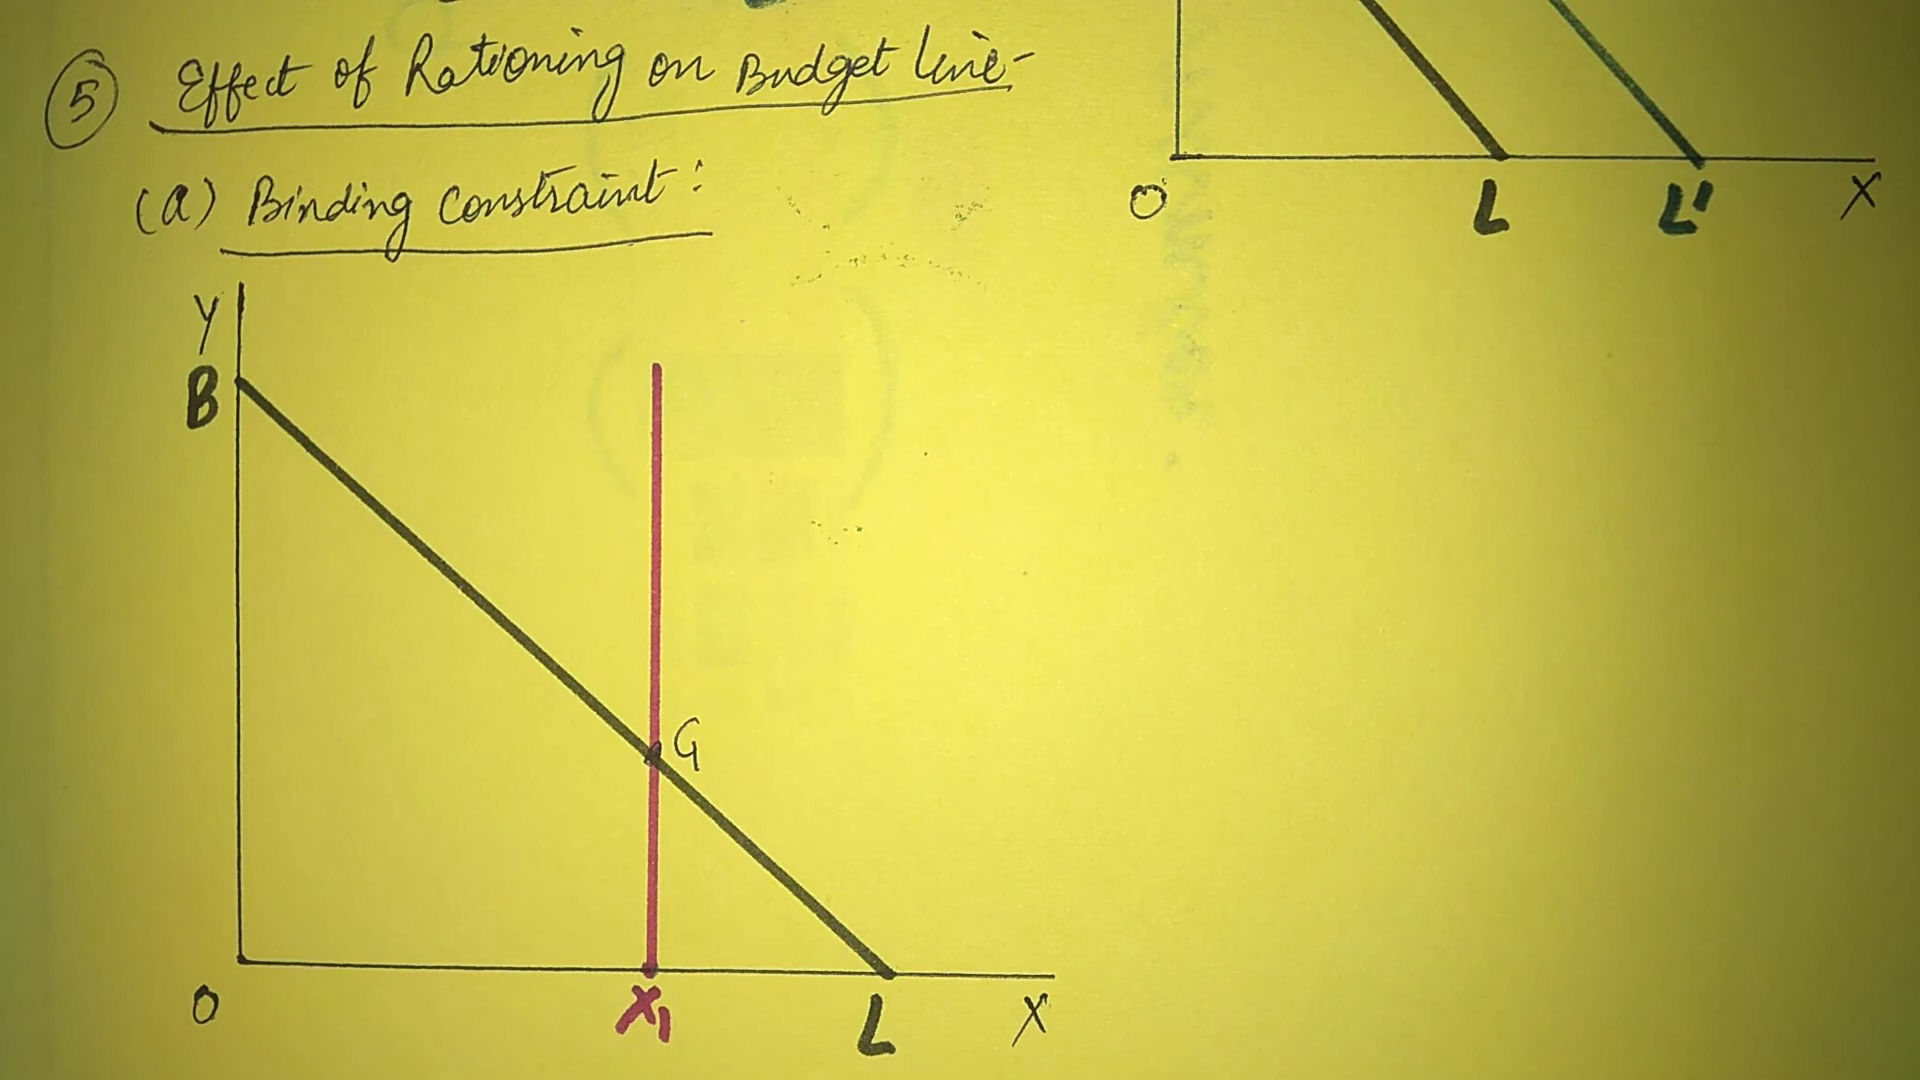 5 Effect of Rationing on Budget line-
(a) Binding Constraint:
O L L' X
Y
B
G
O X1 L X